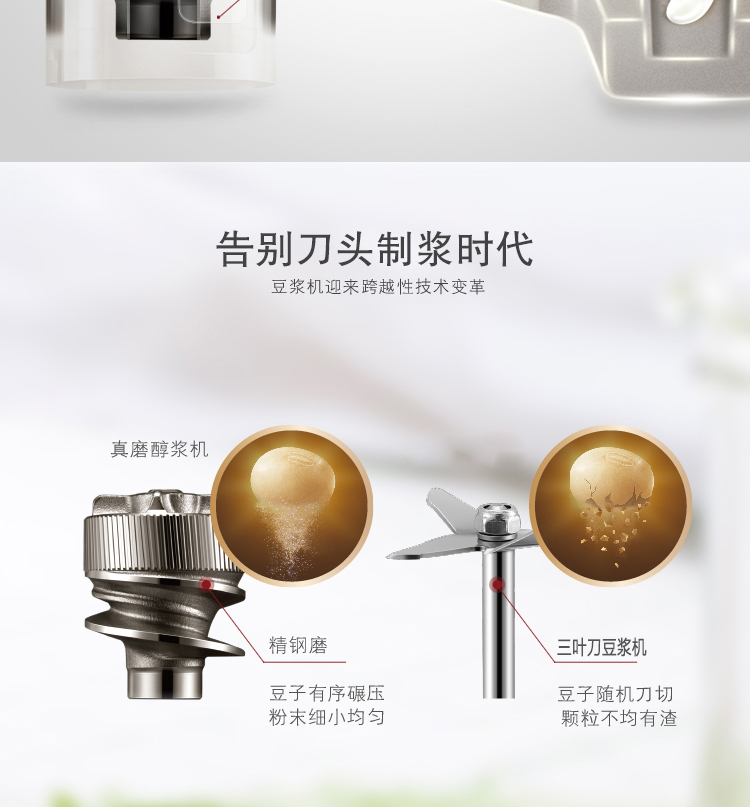 告别刀头制浆时代
豆浆机迎来跨越性技术变革
真磨醇浆机
精钢磨
豆子有序碾压
粉末细小均匀
三叶刀豆浆机
豆子随机刀切
颗粒不均有渣